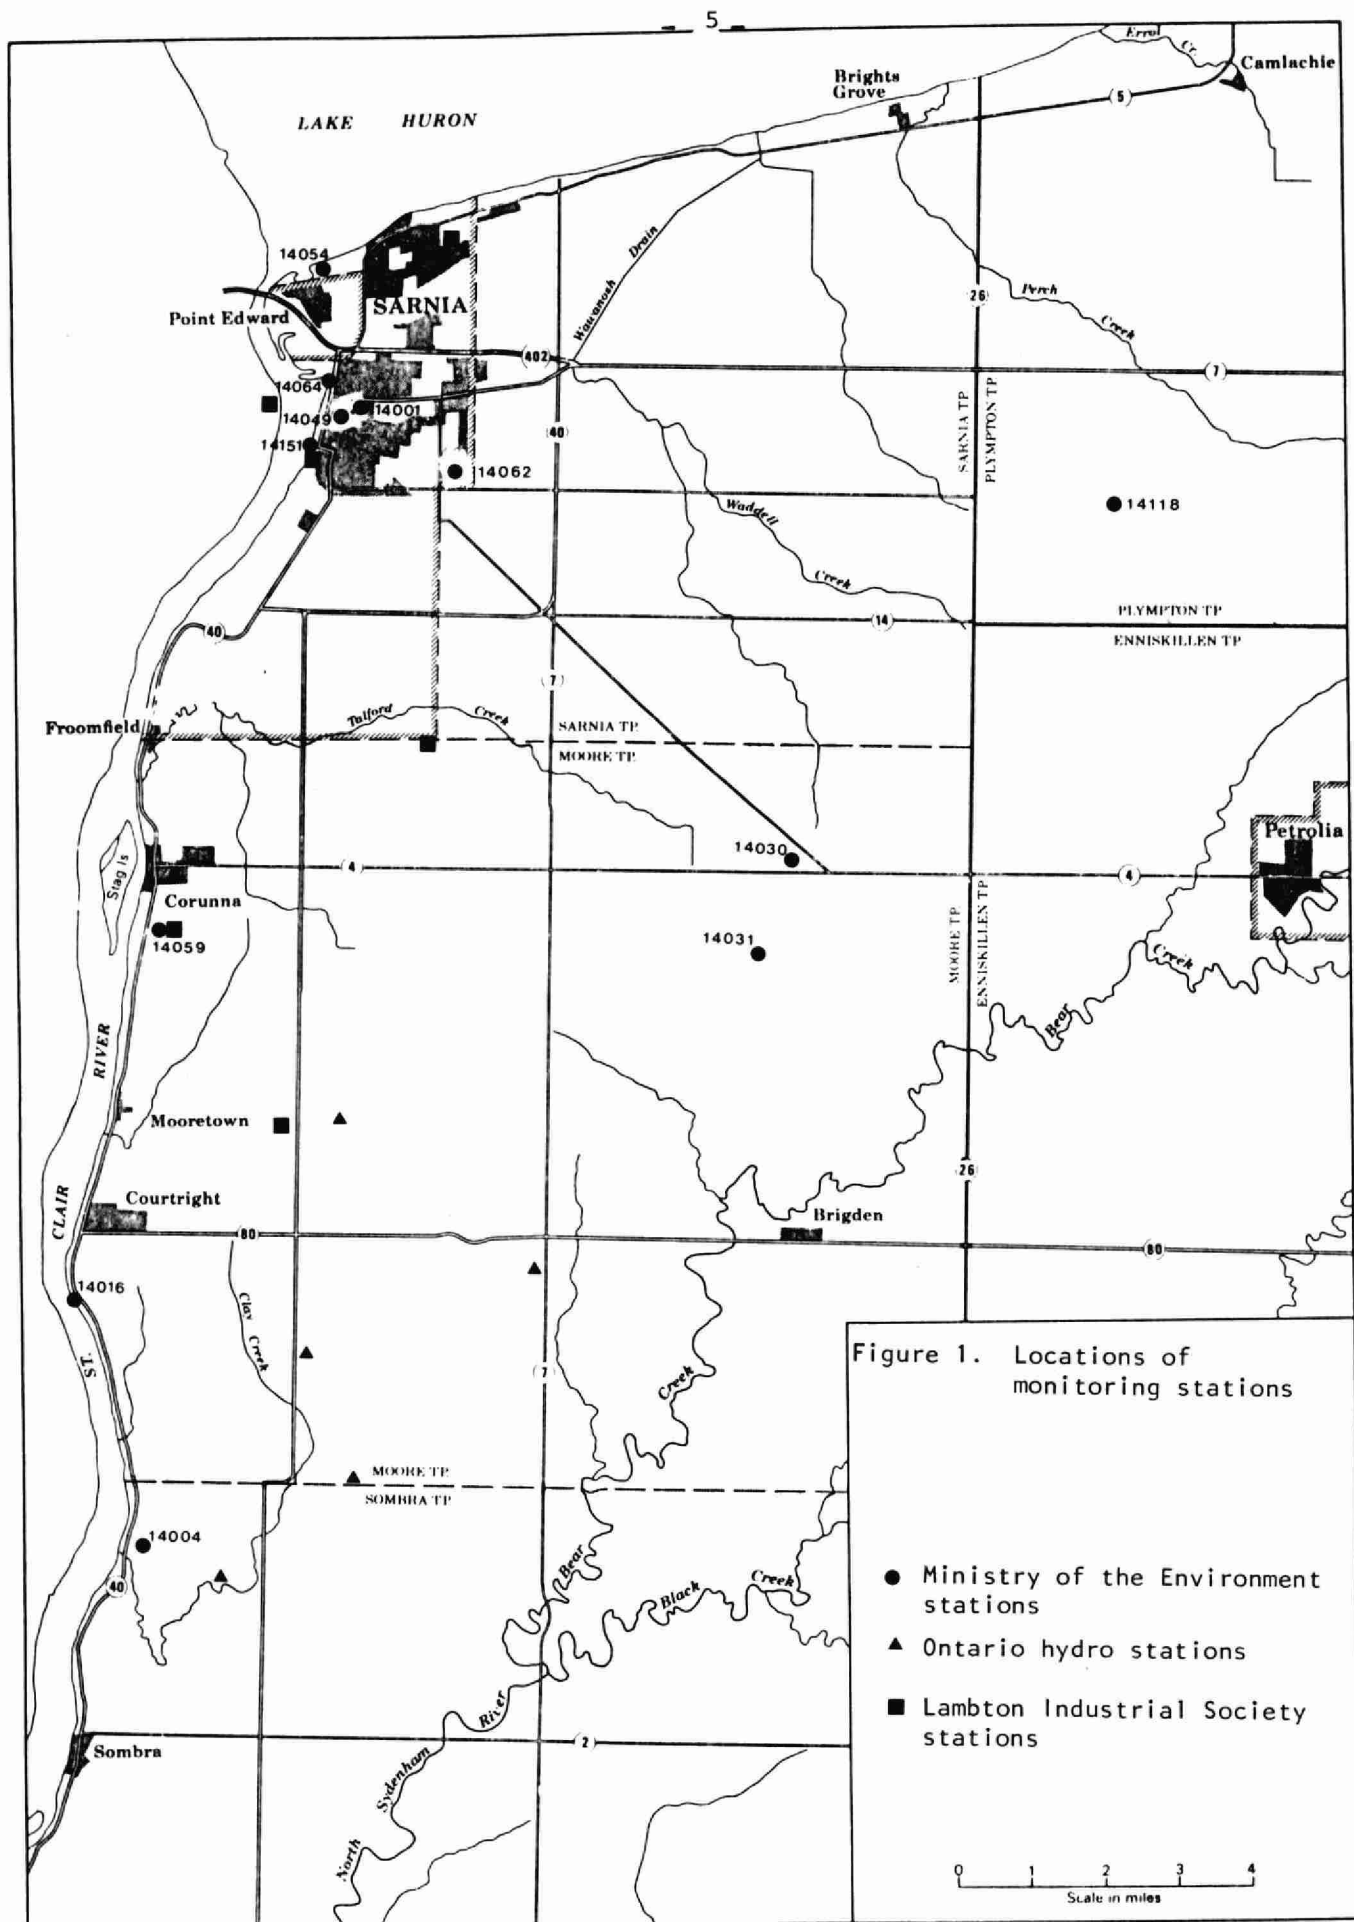 5
LAKE HURON
Brights
Grove
Errol
Cr.
Camlachie
5
14054
SARNIA
Point Edward
Wawanosh Drain
26
Perch
Creek
402
7
14064
14001
14049
14151
40
SARNIA TP.
PLYMPTON TP.
14062
14118
Waddell
Creek
PLYMPTON TP.
ENNISKILLEN TP.
14
40
7
Froomfield
Talford
Creek
SARNIA TP.
MOORE TP.
Petrolia
14030
4
4
Stag Is
Corunna
14059
14031
MOORE TP.
ENNISKILLEN TP.
Creek
Bear
RIVER
Mooretown
26
CLAIR
Courtright
Brigden
80
80
14016
Clay
Creek
ST.
7
Creek
Figure 1. Locations of
monitoring stations
MOORE TP.
SOMBRA TP.
14004
40
Bear
Black
Creek
Ministry of the Environment
stations
Ontario hydro stations
Lambton Industrial Society
stations
River
Sydenham
North
2
Sombra
0 1 2 3 4
Scale in miles